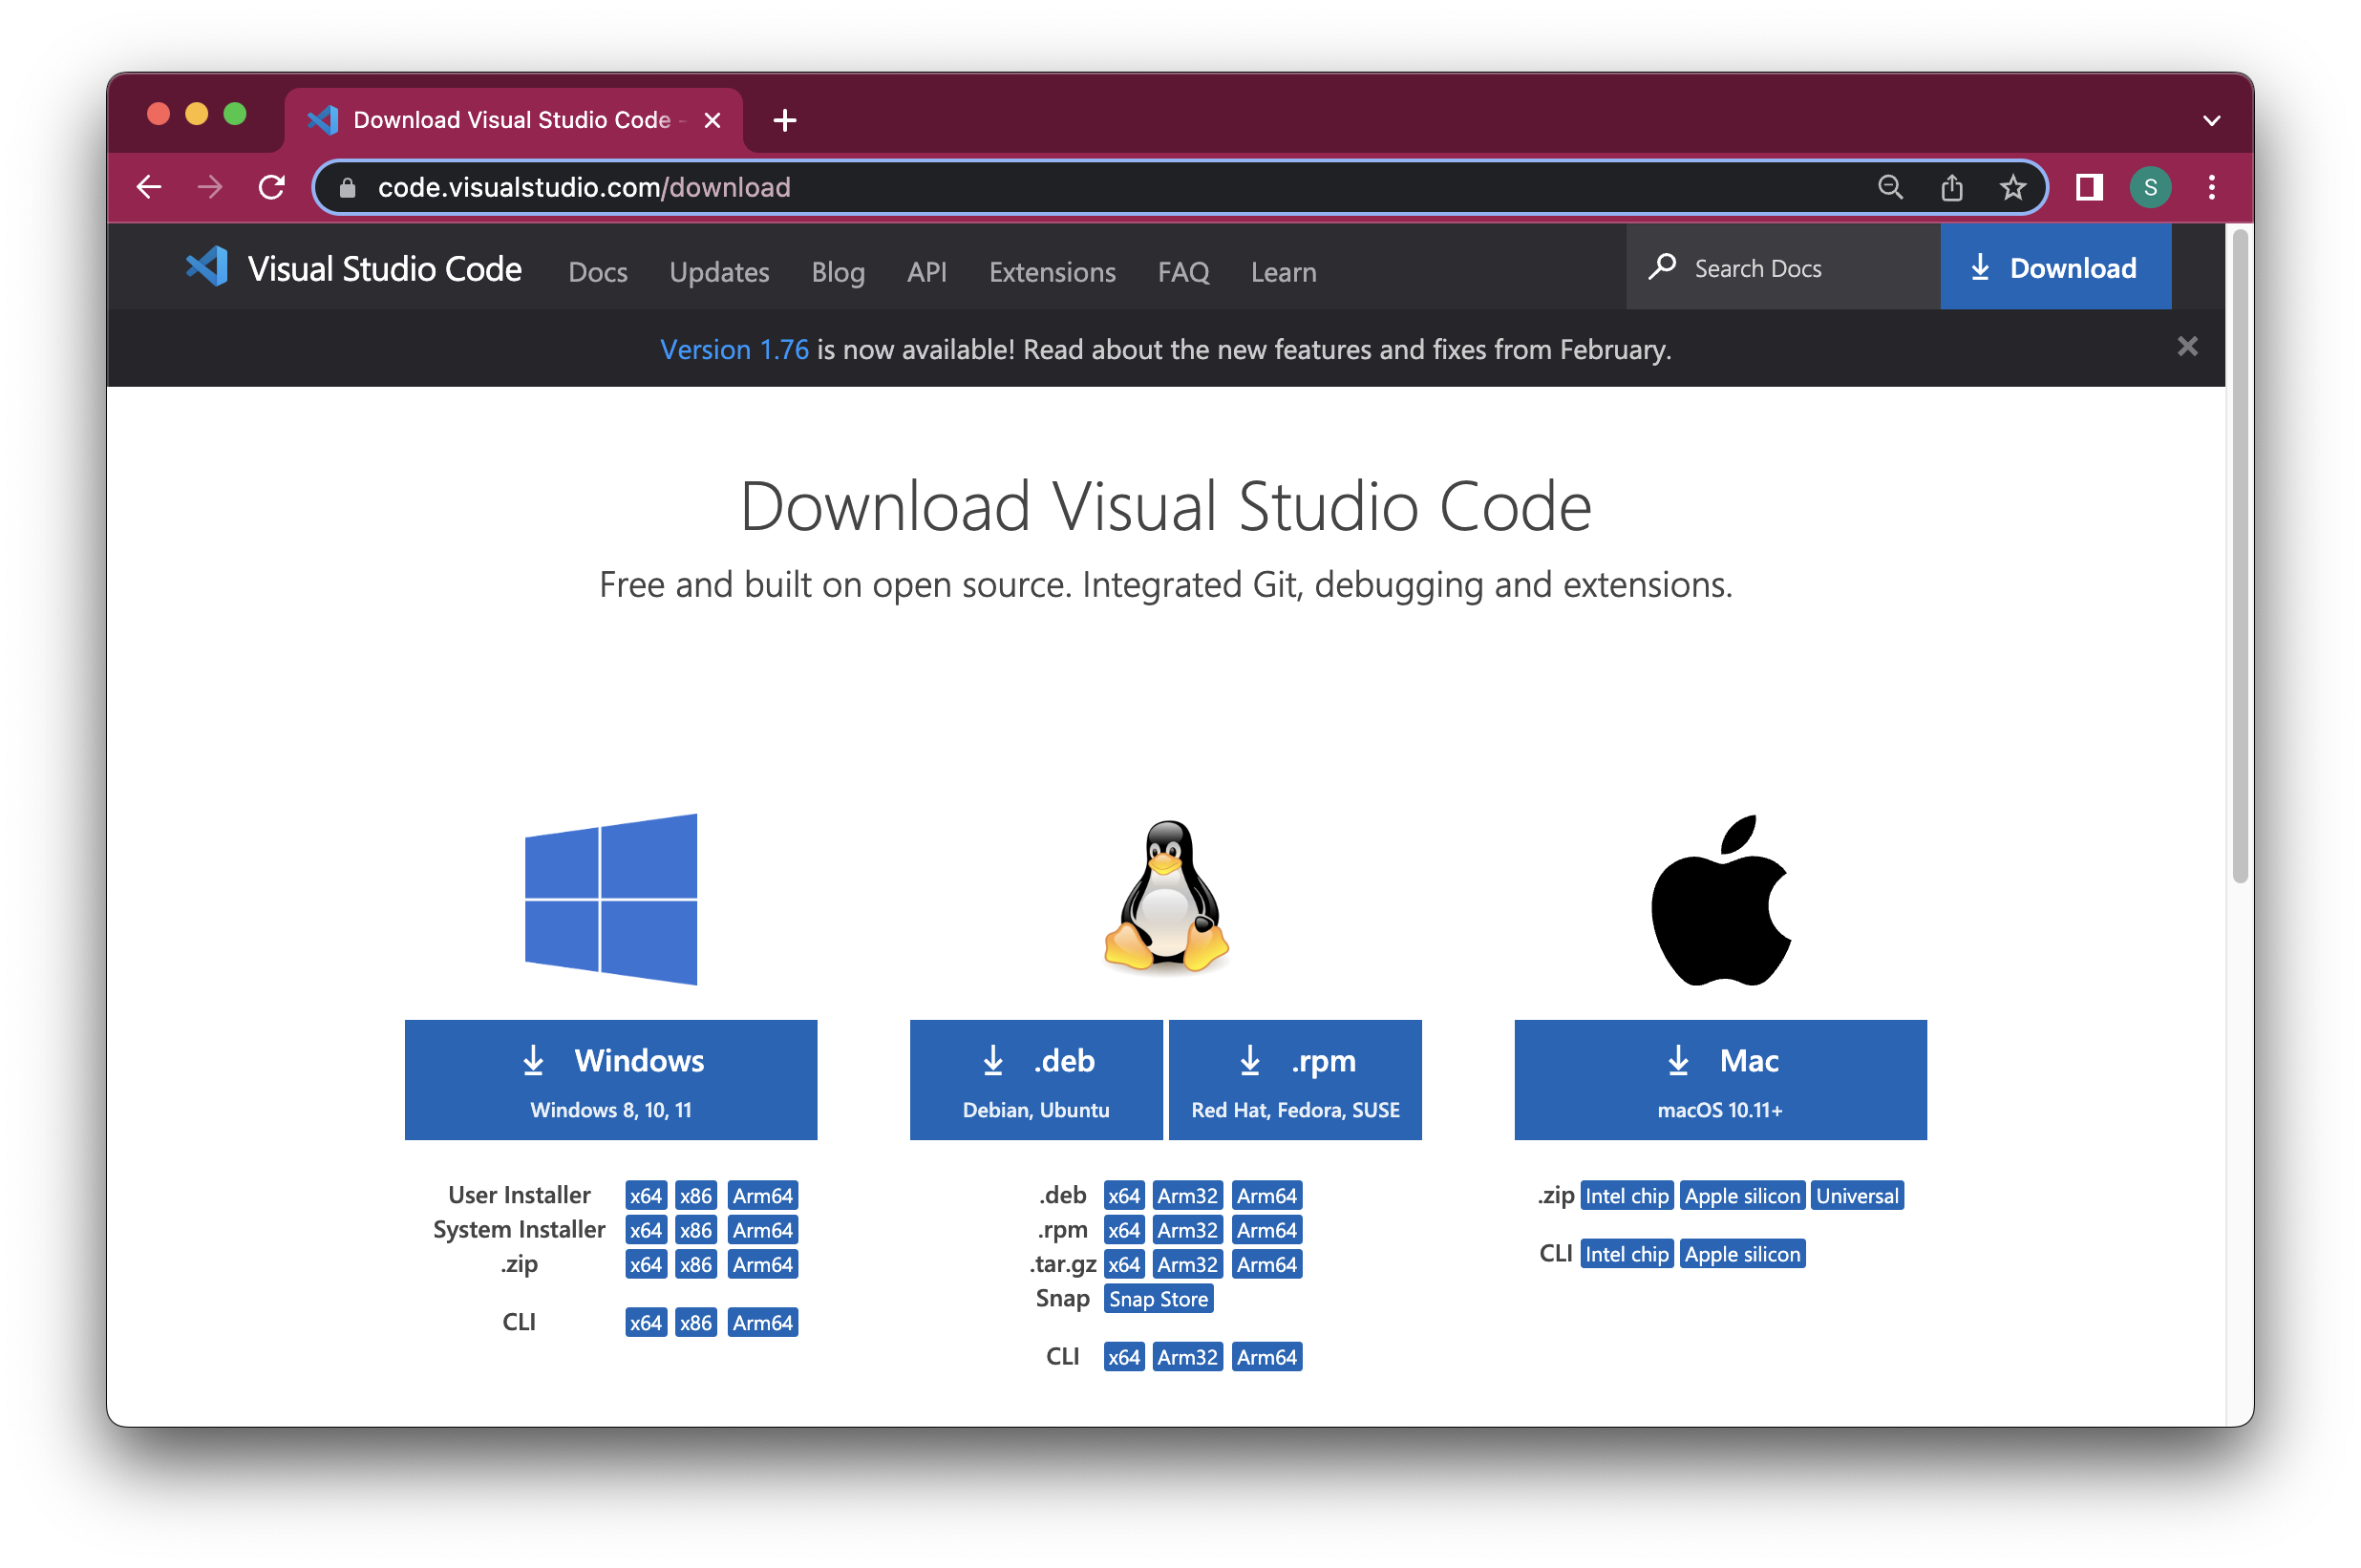 Download Visual Studio Code -
code.visualstudio.com/download
S
Visual Studio Code Docs Updates Blog API Extensions FAQ Learn Search Docs Download
Version 1.76 is now available! Read about the new features and fixes from February.
Download Visual Studio Code
Free and built on open source. Integrated Git, debugging and extensions.
Windows
Windows 8, 10, 11
User Installer x64 x86 Arm64
System Installer x64 x86 Arm64
.zip x64 x86 Arm64
CLI x64 x86 Arm64
.deb
Debian, Ubuntu
.rpm
Red Hat, Fedora, SUSE
.deb x64 Arm32 Arm64
.rpm x64 Arm32 Arm64
.tar.gz x64 Arm32 Arm64
Snap Snap Store
CLI x64 Arm32 Arm64
Mac
macOS 10.11+
.zip Intel chip Apple silicon Universal
CLI Intel chip Apple silicon